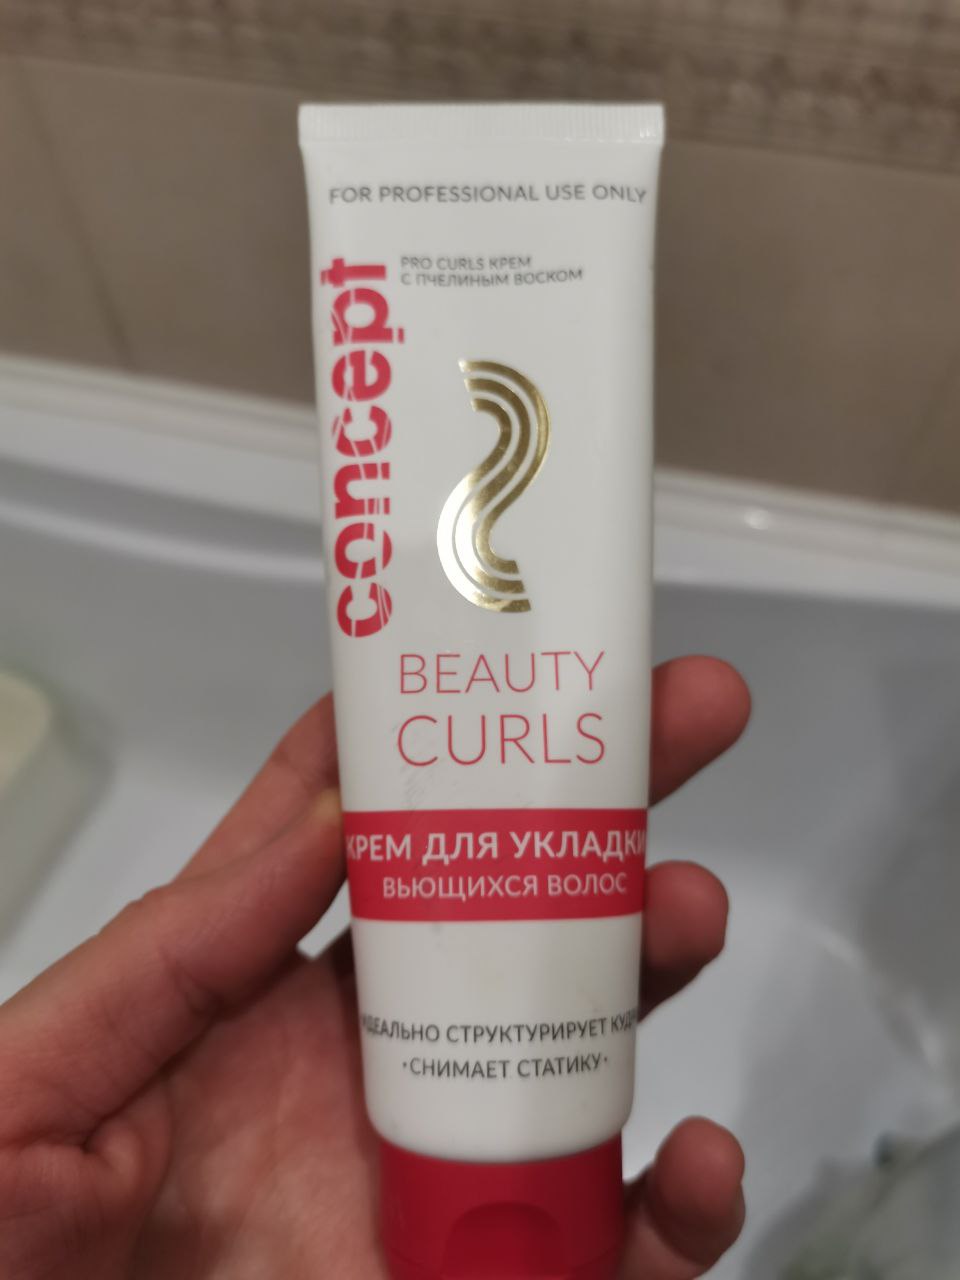 FOR PROFESSIONAL USE ONLY
concept
PRO CURLS КРЕМ
С ПЧЕЛИНЫМ ВОСКОМ
BEAUTY
CURLS
КРЕМ ДЛЯ УКЛАДКИ
ВЬЮЩИХСЯ ВОЛОС
ИДЕАЛЬНО СТРУКТУРИРУЕТ
·СНИМАЕТ СТАТИКУ·